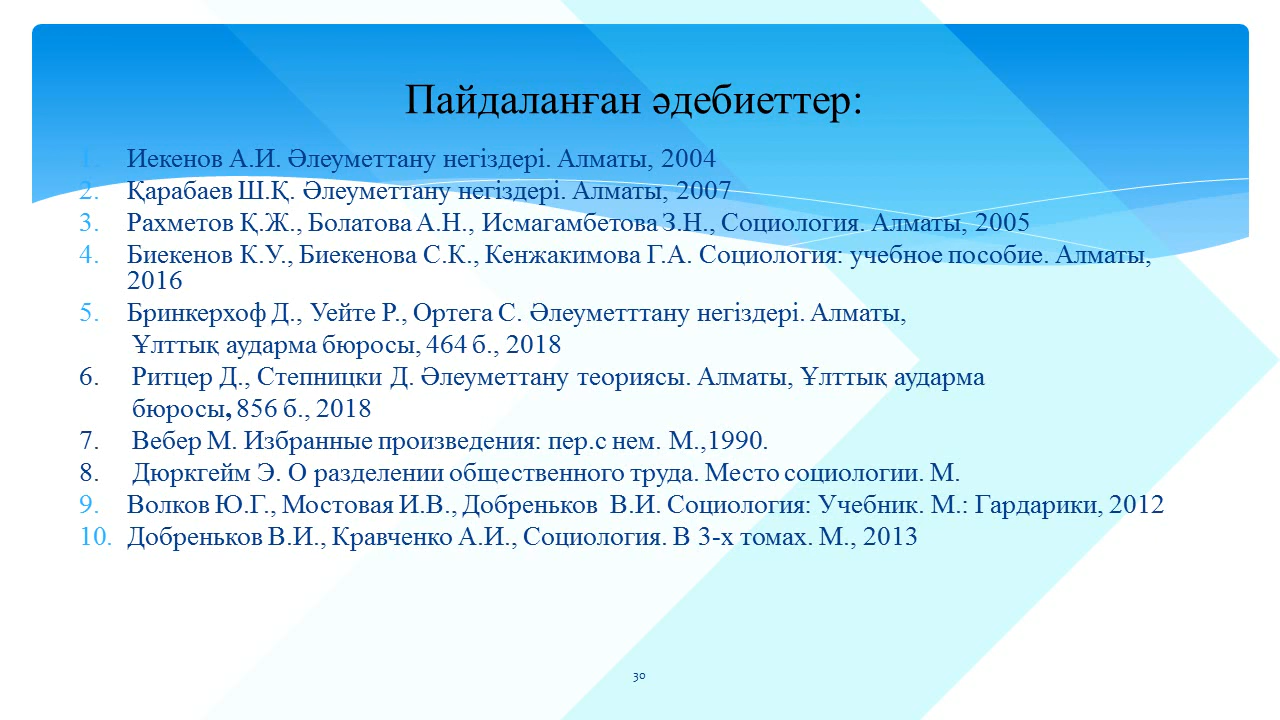 Пайдаланған әдебиеттер:
1. Иекенов А.И. Әлеуметтану негіздері. Алматы, 2004
2. Қарабаев Ш.Қ. Әлеуметтану негіздері. Алматы, 2007
3. Рахметов Қ.Ж., Болатова А.Н., Исмагамбетова З.Н., Социология. Алматы, 2005
4. Биекенов К.У., Биекенова С.К., Кенжакимова Г.А. Социология: учебное пособие. Алматы,
2016
5. Бринкерхоф Д., Уейте Р., Ортега С. Әлеуметттану негіздері. Алматы,
Ұлттық аударма бюросы, 464 б., 2018
6. Ритцер Д., Степницки Д. Әлеуметтану теориясы. Алматы, Ұлттық аударма
бюросы, 856 б., 2018
7. Вебер М. Избранные произведения: пер.с нем. М.,1990.
8. Дюркгейм Э. О разделении общественного труда. Место социологии. М.
9. Волков Ю.Г., Мостовая И.В., Добреньков В.И. Социология: Учебник. М.: Гардарики, 2012
10. Добреньков В.И., Кравченко А.И., Социология. В 3-х томах. М., 2013
30